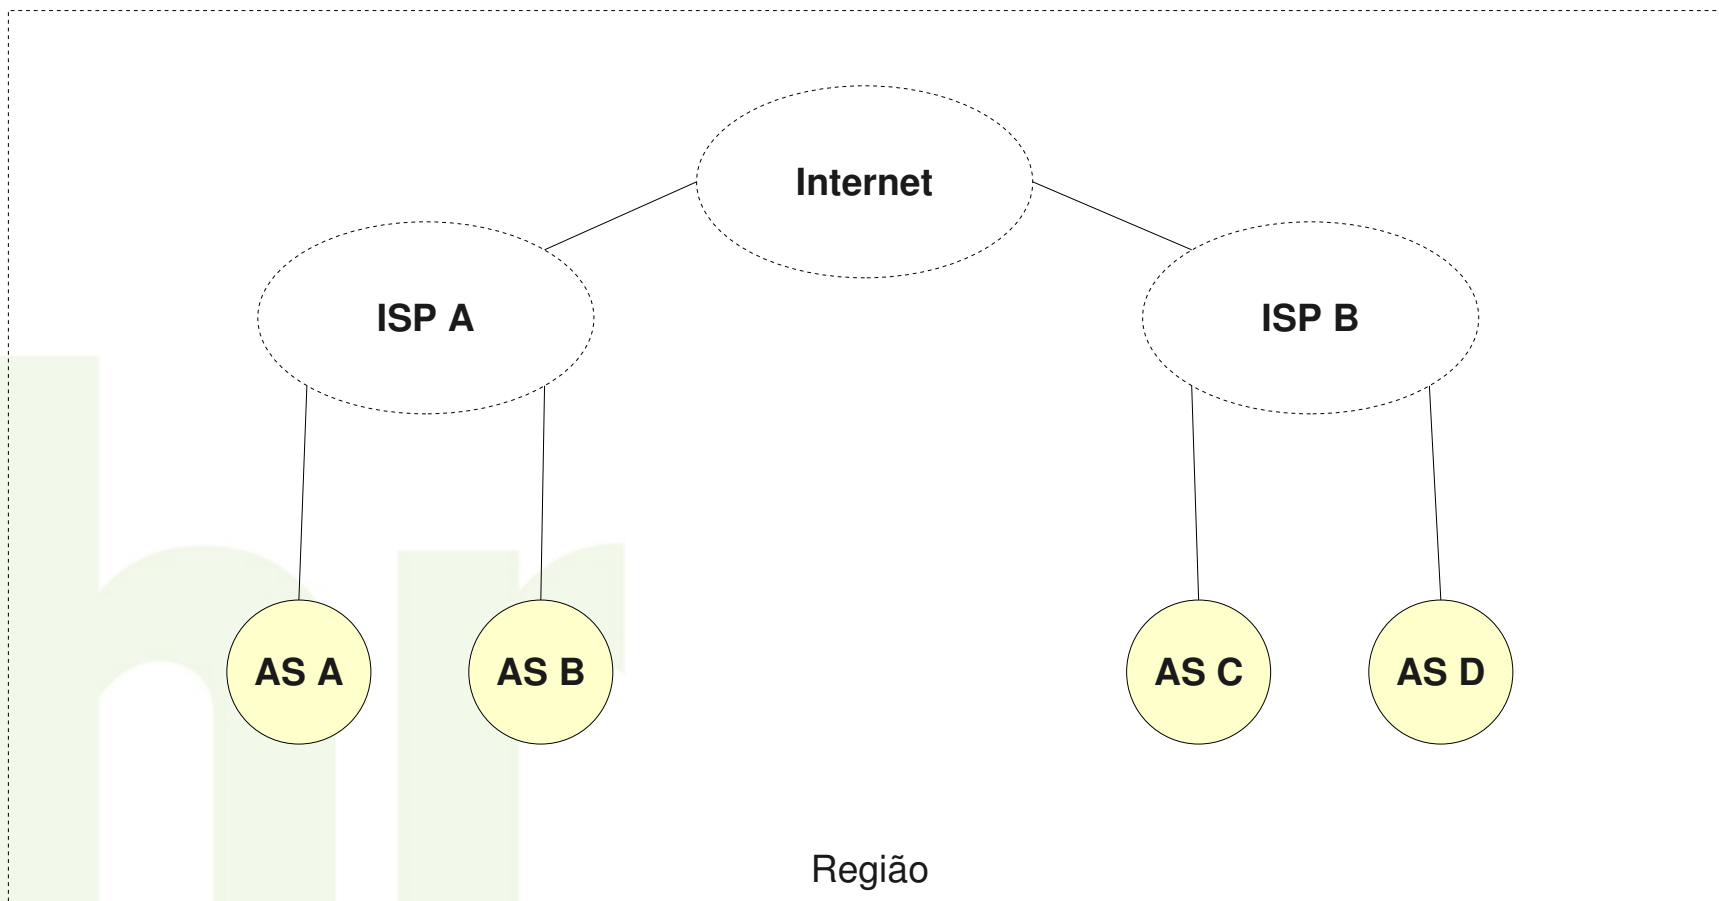 Internet
ISP A
ISP B
AS A
AS B
AS C
AS D
Região